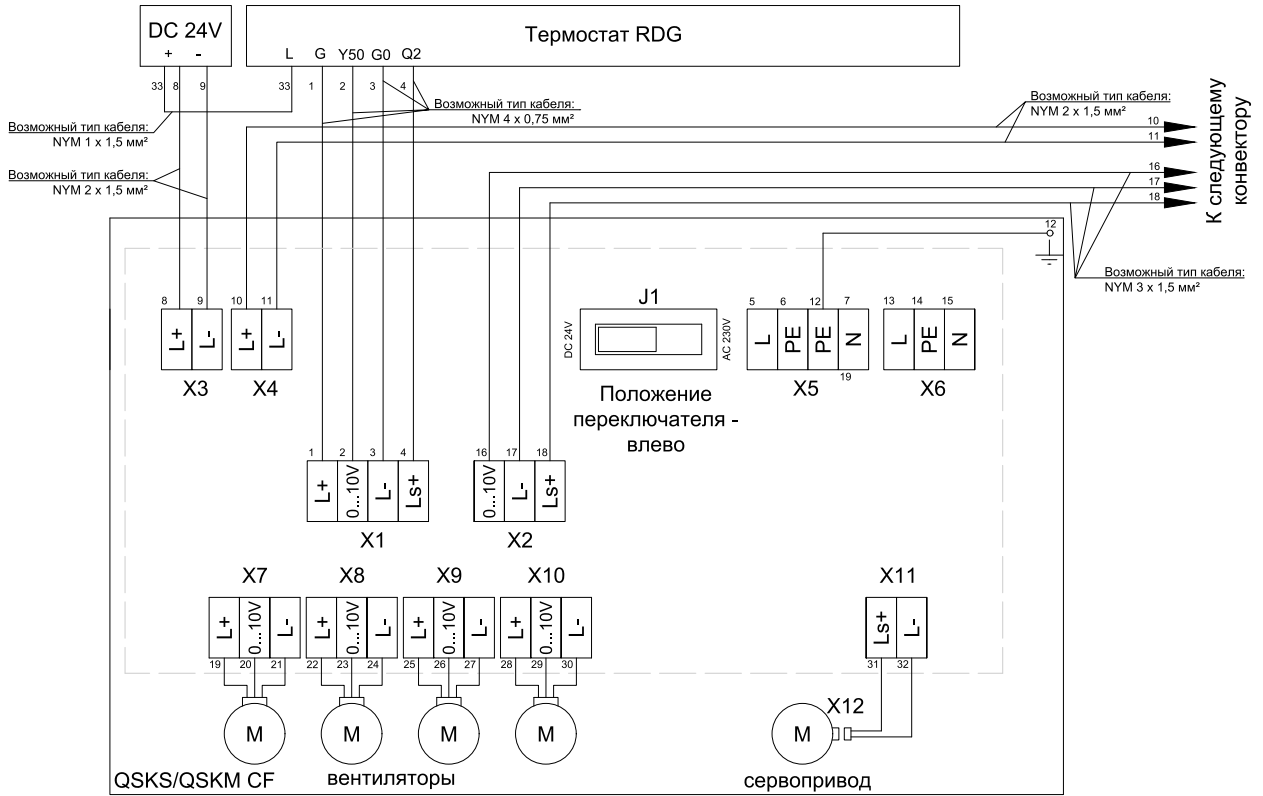 DC 24V
+ -
Термостат RDG
L G Y50 G0 Q2
33 8 9 33 1 2 3 4
Возможный тип кабеля:
NYM 4 x 0,75 мм²
Возможный тип кабеля:
NYM 2 x 1,5 мм²
10
11
Возможный тип кабеля:
NYM 1 x 1,5 мм²
Возможный тип кабеля:
NYM 2 x 1,5 мм²
16
17
18
К следующему
конвектору
12
Возможный тип кабеля:
NYM 3 x 1,5 мм²
8 9 10 11
L+ L- L+ L-
X3 X4
J1
DC 24V
AC 230V
Положение
переключателя -
влево
5 6 12 7
L PE PE N
19
X5
13 14 15
L PE N
X6
1 2 3 4
L+ 0...10V L- Ls+
X1
16 17 18
0...10V L- Ls+
X2
X7 X8 X9 X10 X11
L+ 0...10V L- L+ 0...10V L- L+ 0...10V L- L+ 0...10V L- Ls+ L-
19 20 21 22 23 24 25 26 27 28 29 30 31 32
X12
M M M M M
QSKS/QSKM CF
вентиляторы
сервопривод